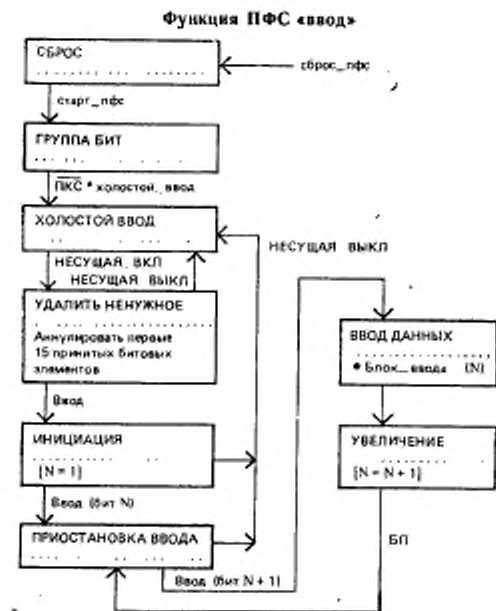 Функция ПФС «ввод»
СБРОС
сброс_пфс
старт_пфс
ГРУППА БИТ
ПКС * холостой_ввод
ХОЛОСТОЙ ВВОД
НЕСУЩАЯ ВКЛ
НЕСУЩАЯ ВЫКЛ
НЕСУЩАЯ ВЫКЛ
УДАЛИТЬ НЕНУЖНОЕ
Аннулировать первые
15 принятых битовых
элементов
Ввод
ИНИЦИАЦИЯ
[N = 1]
Ввод (бит N)
ПРИОСТАНОВКА ВВОДА
Ввод (бит N + 1)
ВВОД ДАННЫХ
• Блок_ввода (N)
УВЕЛИЧЕНИЕ
[N = N + 1]
БП